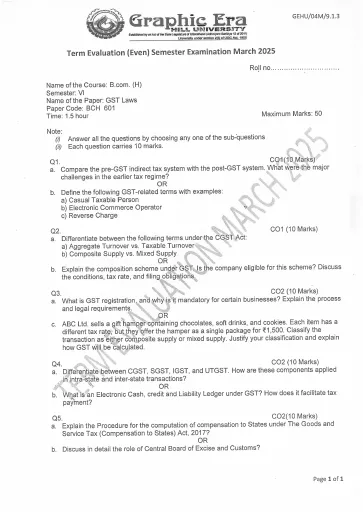 GEHU/04M/9.1.3
Graphic Era
HILL UNIVERSITY
Term Evaluation (Even) Semester Examination March 2025
Roll no..............................
Name of the Course: B.com. (H)
Semester: VI
Name of the Paper: GST Laws
Paper Code: BCH 601
Time: 1.5 hour Maximum Marks: 50
Note:
(i) Answer all the questions by choosing any one of the sub-questions
(ii) Each question carries 10 marks.
Q1. CO1(10 Marks)
a. Compare the pre-GST indirect tax system with the post-GST system. What were the major
challenges in the earlier tax regime?
OR
b. Define the following GST-related terms with examples:
a) Casual Taxable Person
b) Electronic Commerce Operator
c) Reverse Charge
Q2. CO1 (10 Marks)
a. Differentiate between the following terms under the CGST Act:
a) Aggregate Turnover vs. Taxable Turnover
b) Composite Supply vs. Mixed Supply
OR
b. Explain the composition scheme under GST. Is the company eligible for this scheme? Discuss
the conditions, tax rate, and filing obligations.
Q3. CO2 (10 Marks)
a. What is GST registration, and why is it mandatory for certain businesses? Explain the process
and legal requirements.
OR
c. ABC Ltd. sells a gift hamper containing chocolates, soft drinks, and cookies. Each item has a
different tax rate, but they offer the hamper as a single package for ₹1,500. Classify the
transaction as either composite supply or mixed supply. Justify your classification and explain
how GST will be calculated.
Q4. CO2 (10 Marks)
a. Differentiate between CGST, SGST, IGST, and UTGST. How are these components applied
in intra-state and inter-state transactions?
OR
b. What is an Electronic Cash, credit and Liability Ledger under GST? How does it facilitate tax
payment?
Q5. CO2(10 Marks)
a. Explain the Procedure for the computation of compensation to States under The Goods and
Service Tax (Compensation to States) Act, 2017?
OR
b. Discuss in detail the role of Central Board of Excise and Customs?
TERM EVALUATION MARCH 2025
Page 1 of 1